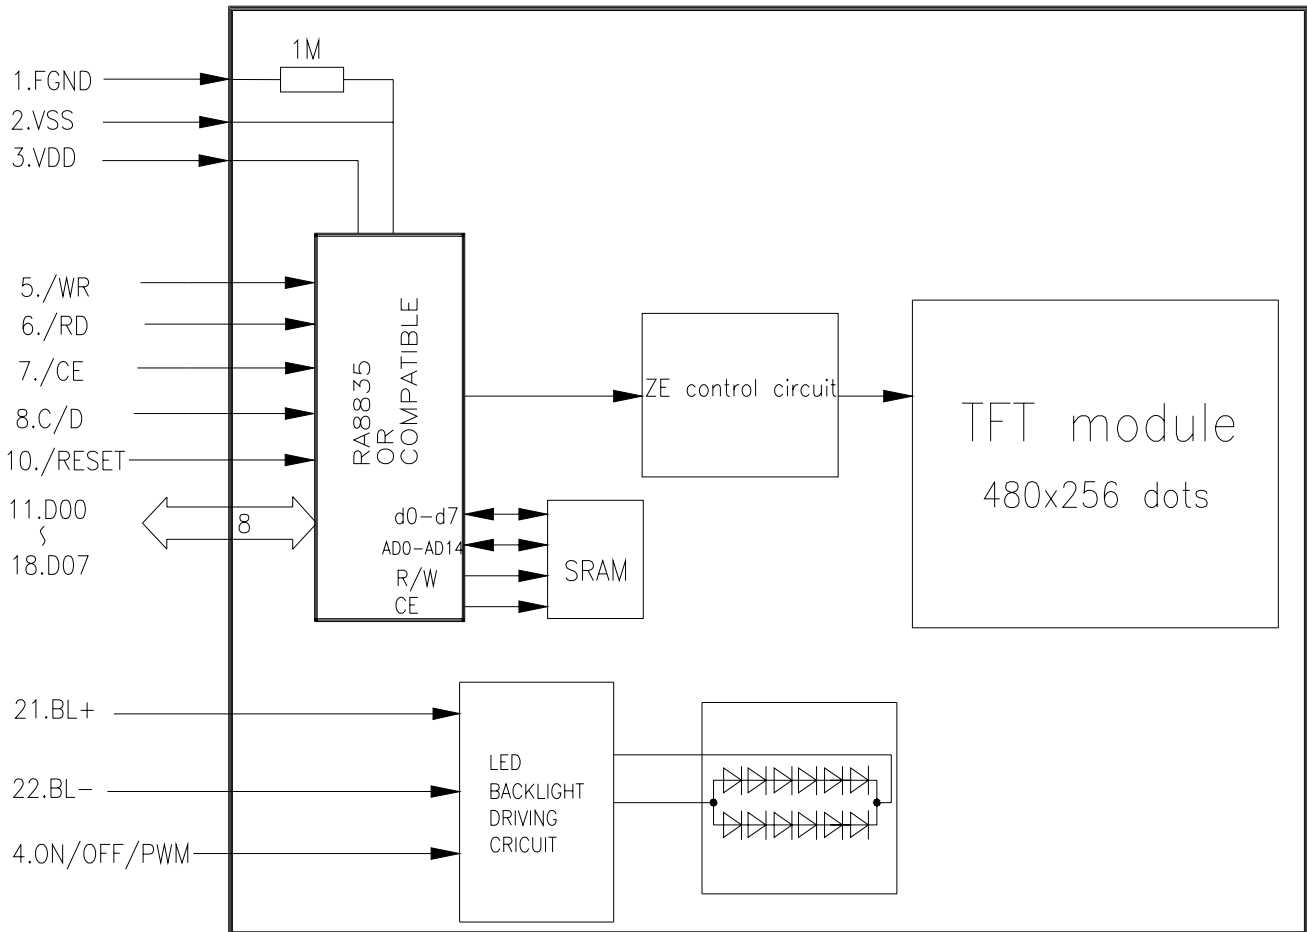 1M
1.FGND
2.VSS
3.VDD
5./WR
6./RD
7./CE
8.C/D
10./RESET
11.D00
18.D07
8
RA8835
OR
COMPATIBLE
d0-d7
AD0-AD14
R/W
CE
SRAM
ZE control circuit
TFT module
480x256 dots
21.BL+
22.BL-
4.ON/OFF/PWM
LED
BACKLIGHT
DRIVING
CRICUIT